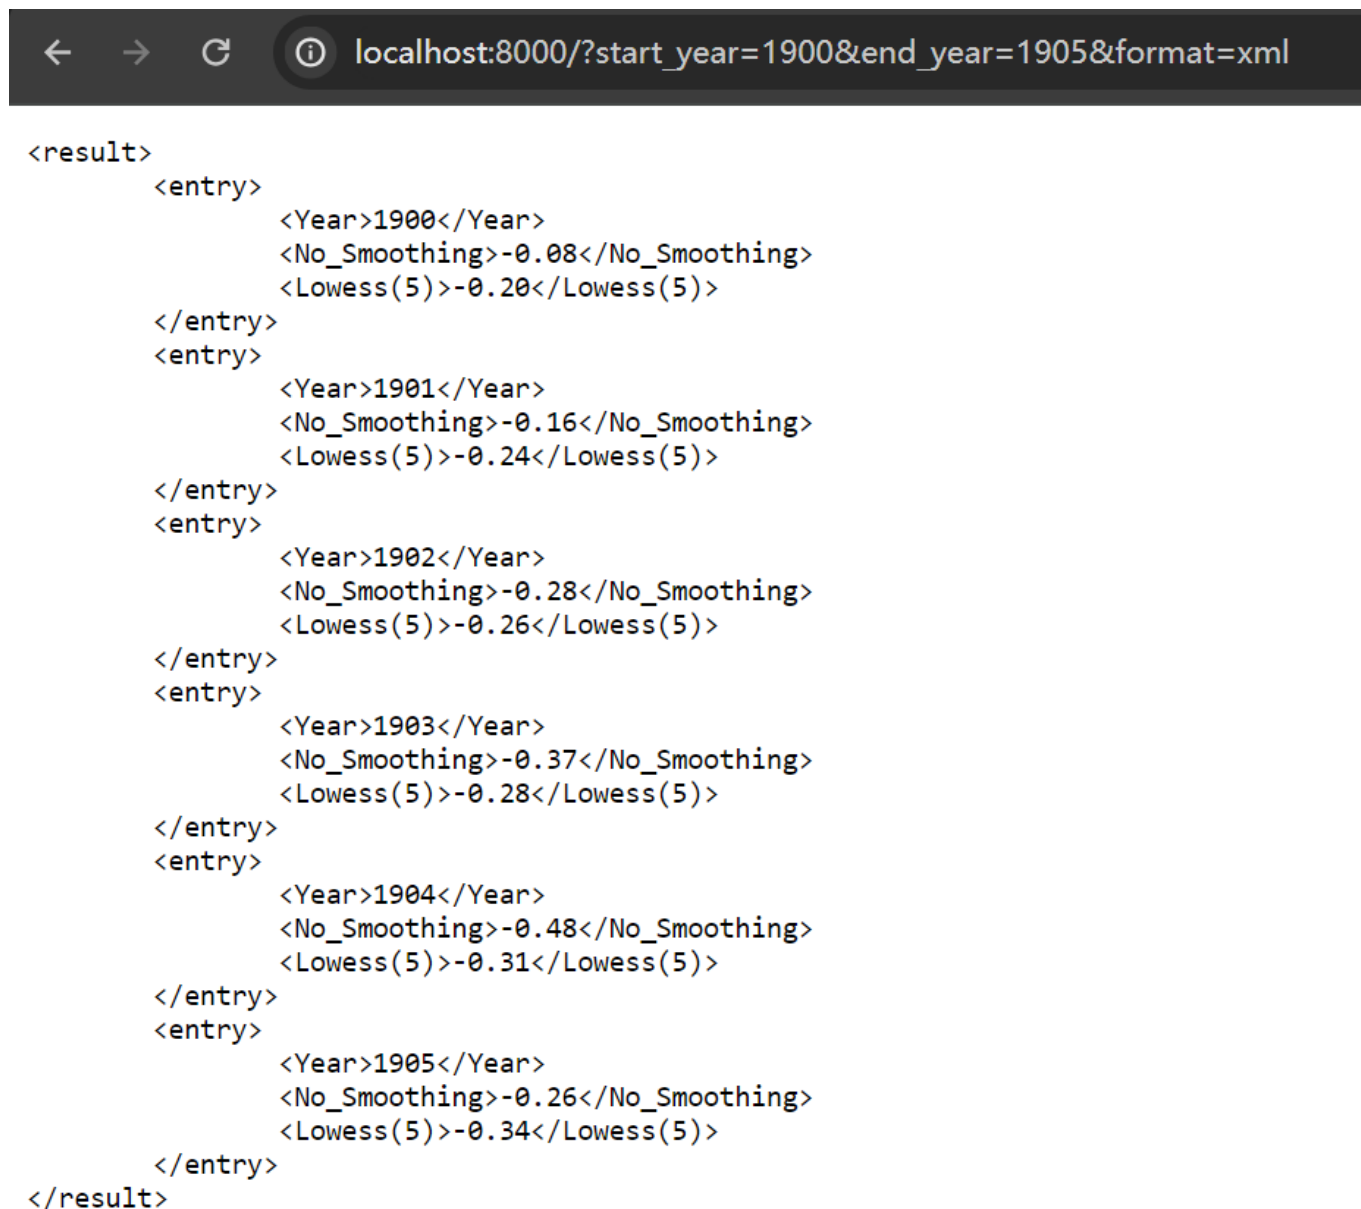 localhost:8000/?start_year=1900&end_year=1905&format=xml
<result>
<entry>
<Year>1900</Year>
<No_Smoothing>-0.08</No_Smoothing>
<Lowess(5)>-0.20</Lowess(5)>
</entry>
<entry>
<Year>1901</Year>
<No_Smoothing>-0.16</No_Smoothing>
<Lowess(5)>-0.24</Lowess(5)>
</entry>
<entry>
<Year>1902</Year>
<No_Smoothing>-0.28</No_Smoothing>
<Lowess(5)>-0.26</Lowess(5)>
</entry>
<entry>
<Year>1903</Year>
<No_Smoothing>-0.37</No_Smoothing>
<Lowess(5)>-0.28</Lowess(5)>
</entry>
<entry>
<Year>1904</Year>
<No_Smoothing>-0.48</No_Smoothing>
<Lowess(5)>-0.31</Lowess(5)>
</entry>
<entry>
<Year>1905</Year>
<No_Smoothing>-0.26</No_Smoothing>
<Lowess(5)>-0.34</Lowess(5)>
</entry>
</result>